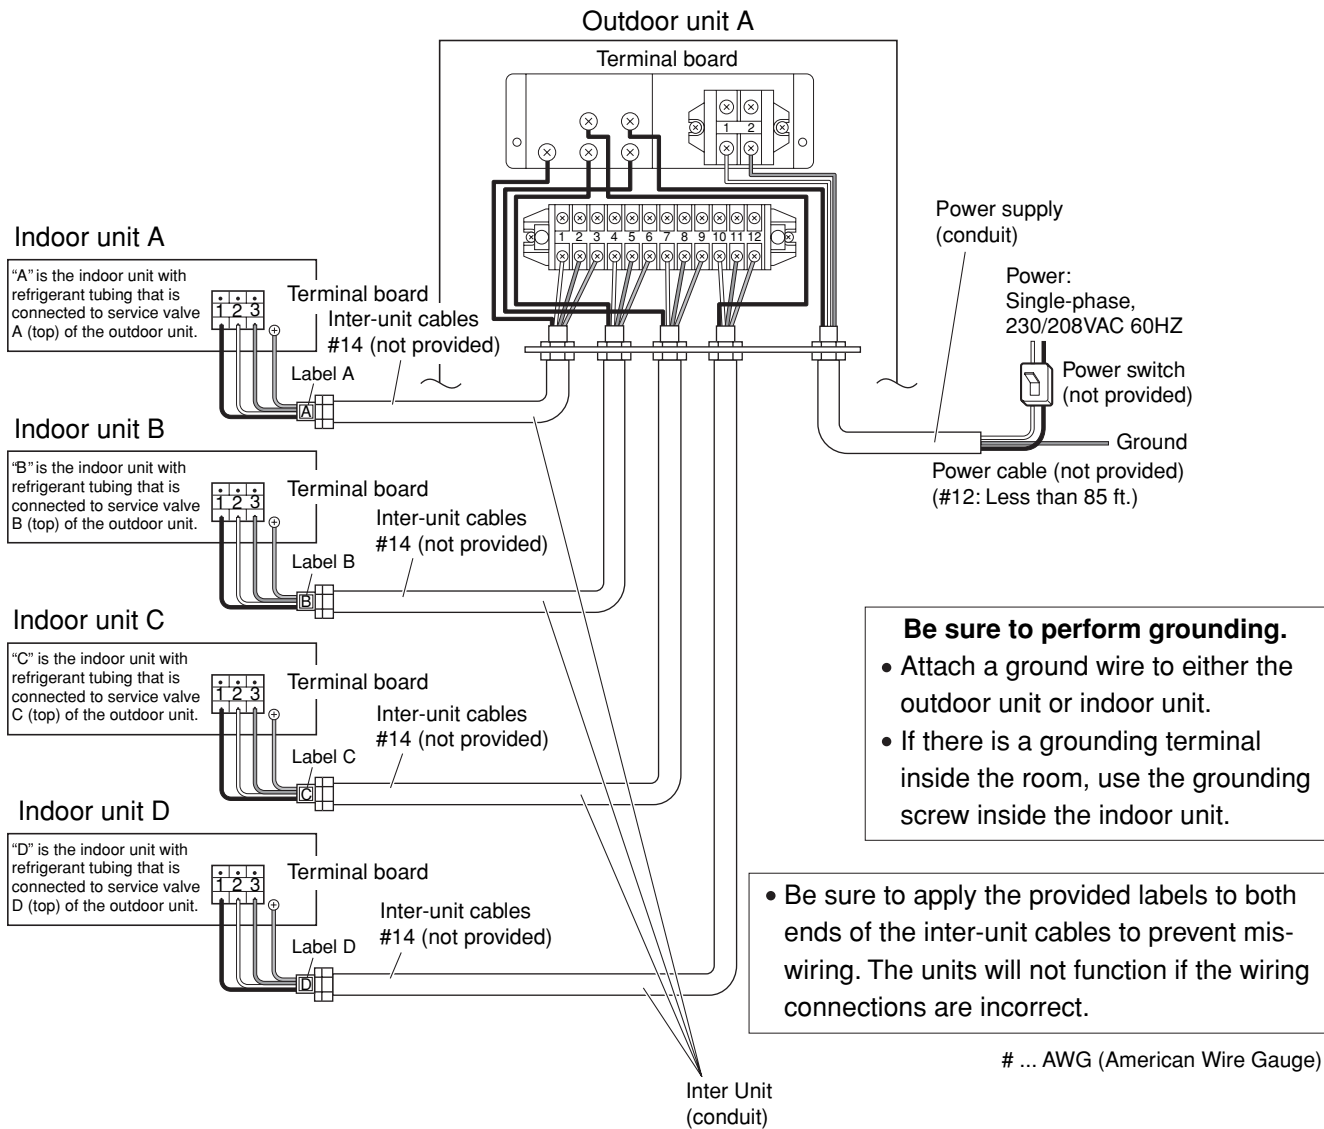 Outdoor unit A
Terminal board
1 2
1 2 3 4 5 6 7 8 9 10 11 12
Power supply
(conduit)
Power:
Single-phase,
230/208VAC 60HZ
Power switch
(not provided)
Ground
Power cable (not provided)
(#12: Less than 85 ft.)
Indoor unit A
“A” is the indoor unit with
refrigerant tubing that is
connected to service valve
A (top) of the outdoor unit.
1 2 3
Terminal board
Inter-unit cables
#14 (not provided)
Label A
A
Indoor unit B
“B” is the indoor unit with
refrigerant tubing that is
connected to service valve
B (top) of the outdoor unit.
1 2 3
Terminal board
Inter-unit cables
#14 (not provided)
Label B
B
Indoor unit C
“C” is the indoor unit with
refrigerant tubing that is
connected to service valve
C (top) of the outdoor unit.
1 2 3
Terminal board
Inter-unit cables
#14 (not provided)
Label C
C
Indoor unit D
“D” is the indoor unit with
refrigerant tubing that is
connected to service valve
D (top) of the outdoor unit.
1 2 3
Terminal board
Inter-unit cables
#14 (not provided)
Label D
D
Inter Unit
(conduit)
Be sure to perform grounding.
• Attach a ground wire to either the
outdoor unit or indoor unit.
• If there is a grounding terminal
inside the room, use the grounding
screw inside the indoor unit.
• Be sure to apply the provided labels to both
ends of the inter-unit cables to prevent mis-
wiring. The units will not function if the wiring
connections are incorrect.
# ... AWG (American Wire Gauge)